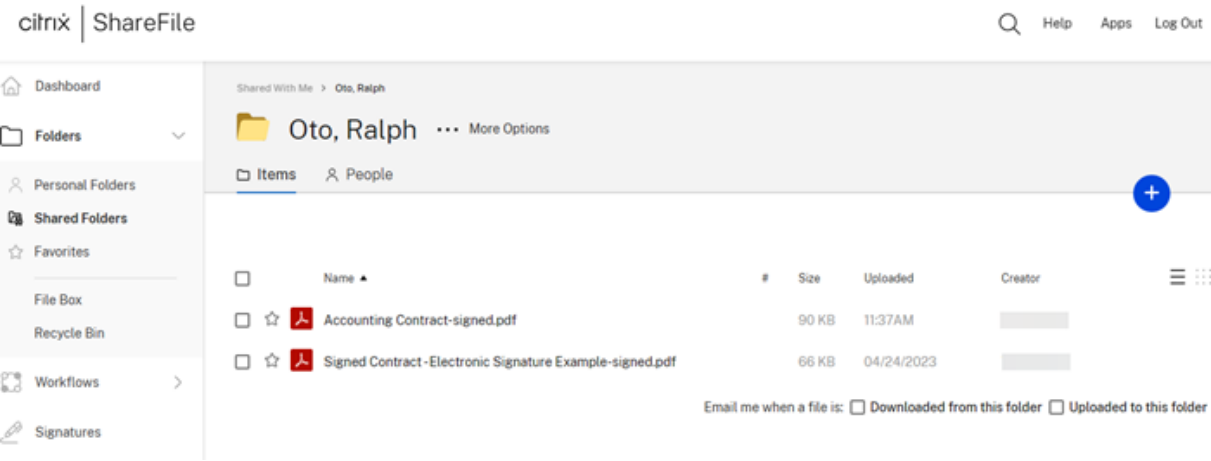 citrix | ShareFile
Help Apps Log Out
Dashboard
Folders
Personal Folders
Shared Folders
Favorites
File Box
Recycle Bin
Workflows
Signatures
Shared With Me > Oto, Ralph
Oto, Ralph ••• More Options
Items People
+
Name ▲ # Size Uploaded Creator
Accounting Contract-signed.pdf 90 KB 11:37AM
Signed Contract-Electronic Signature Example-signed.pdf 66 KB 04/24/2023
Email me when a file is: Downloaded from this folder Uploaded to this folder